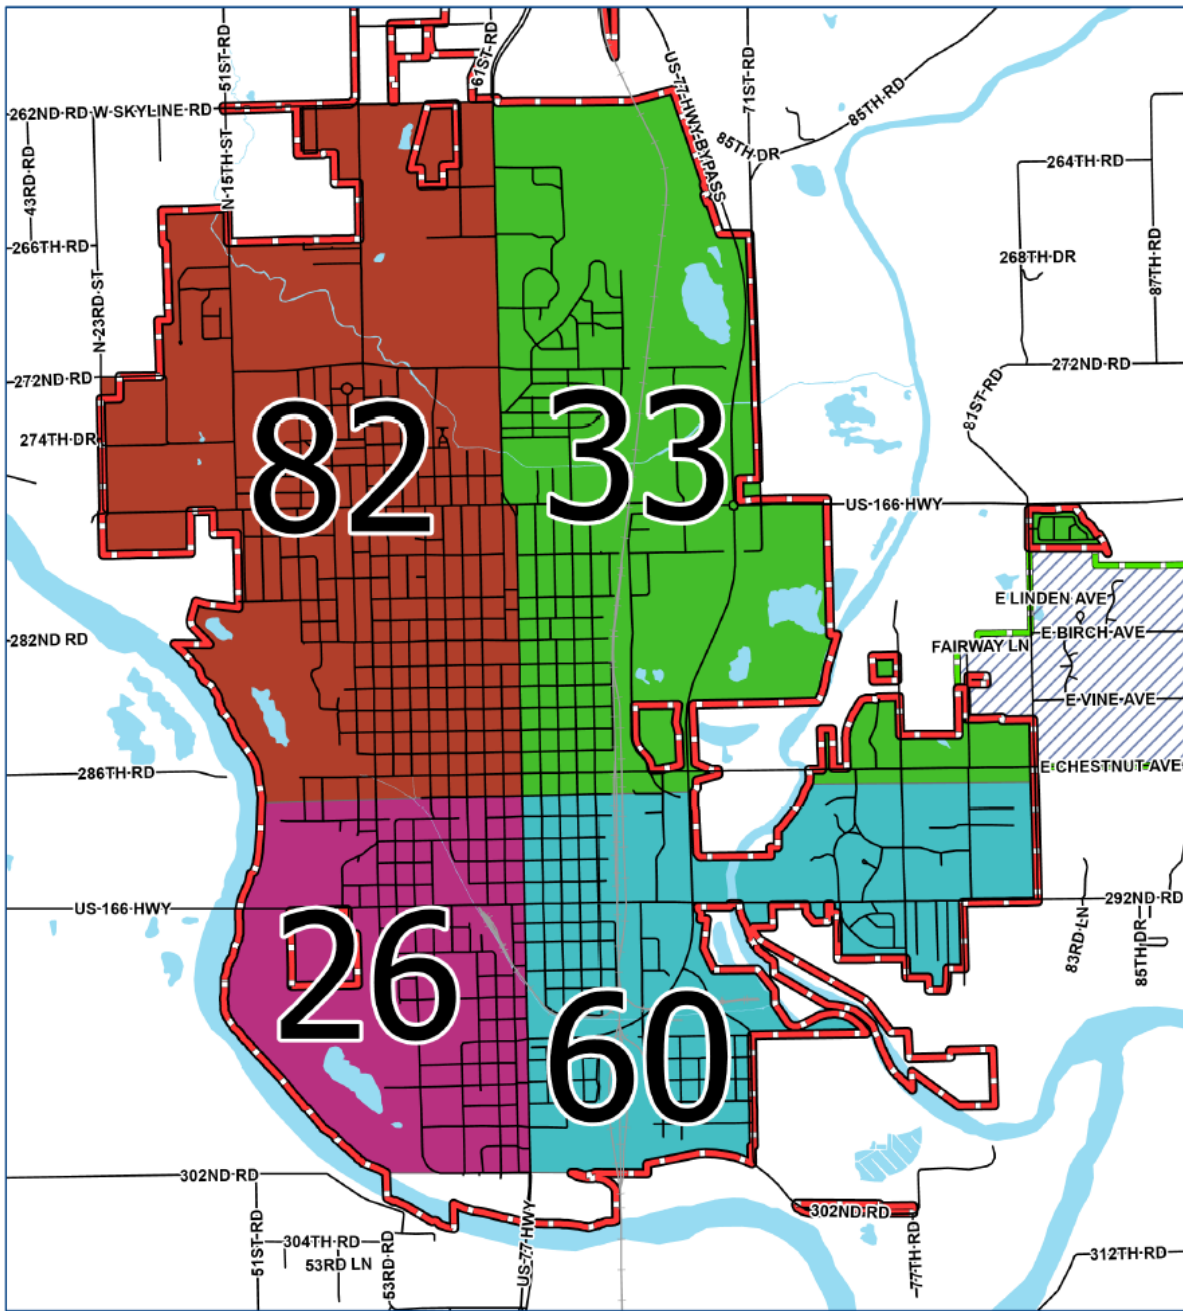 51ST RD
61ST RD
US-77-HWY-BYPASS
71ST RD
85TH RD
262ND RD W SKYLINE RD
85TH DR
43RD RD
N 15TH ST
264TH RD
266TH RD
268TH DR
87TH RD
N-23RD ST
272ND RD
272ND RD
81ST RD
274TH DR
82
33
US-166 HWY
E LINDEN AVE
E BIRCH AVE
282ND RD
FAIRWAY LN
E VINE AVE
286TH RD
E CHESTNUT AVE
US-166 HWY
292ND RD
83RD LN
85TH DR
26
60
302ND RD
302ND RD
51ST RD
304TH RD
53RD LN
53RD RD
US-77 HWY
77TH RD
312TH RD